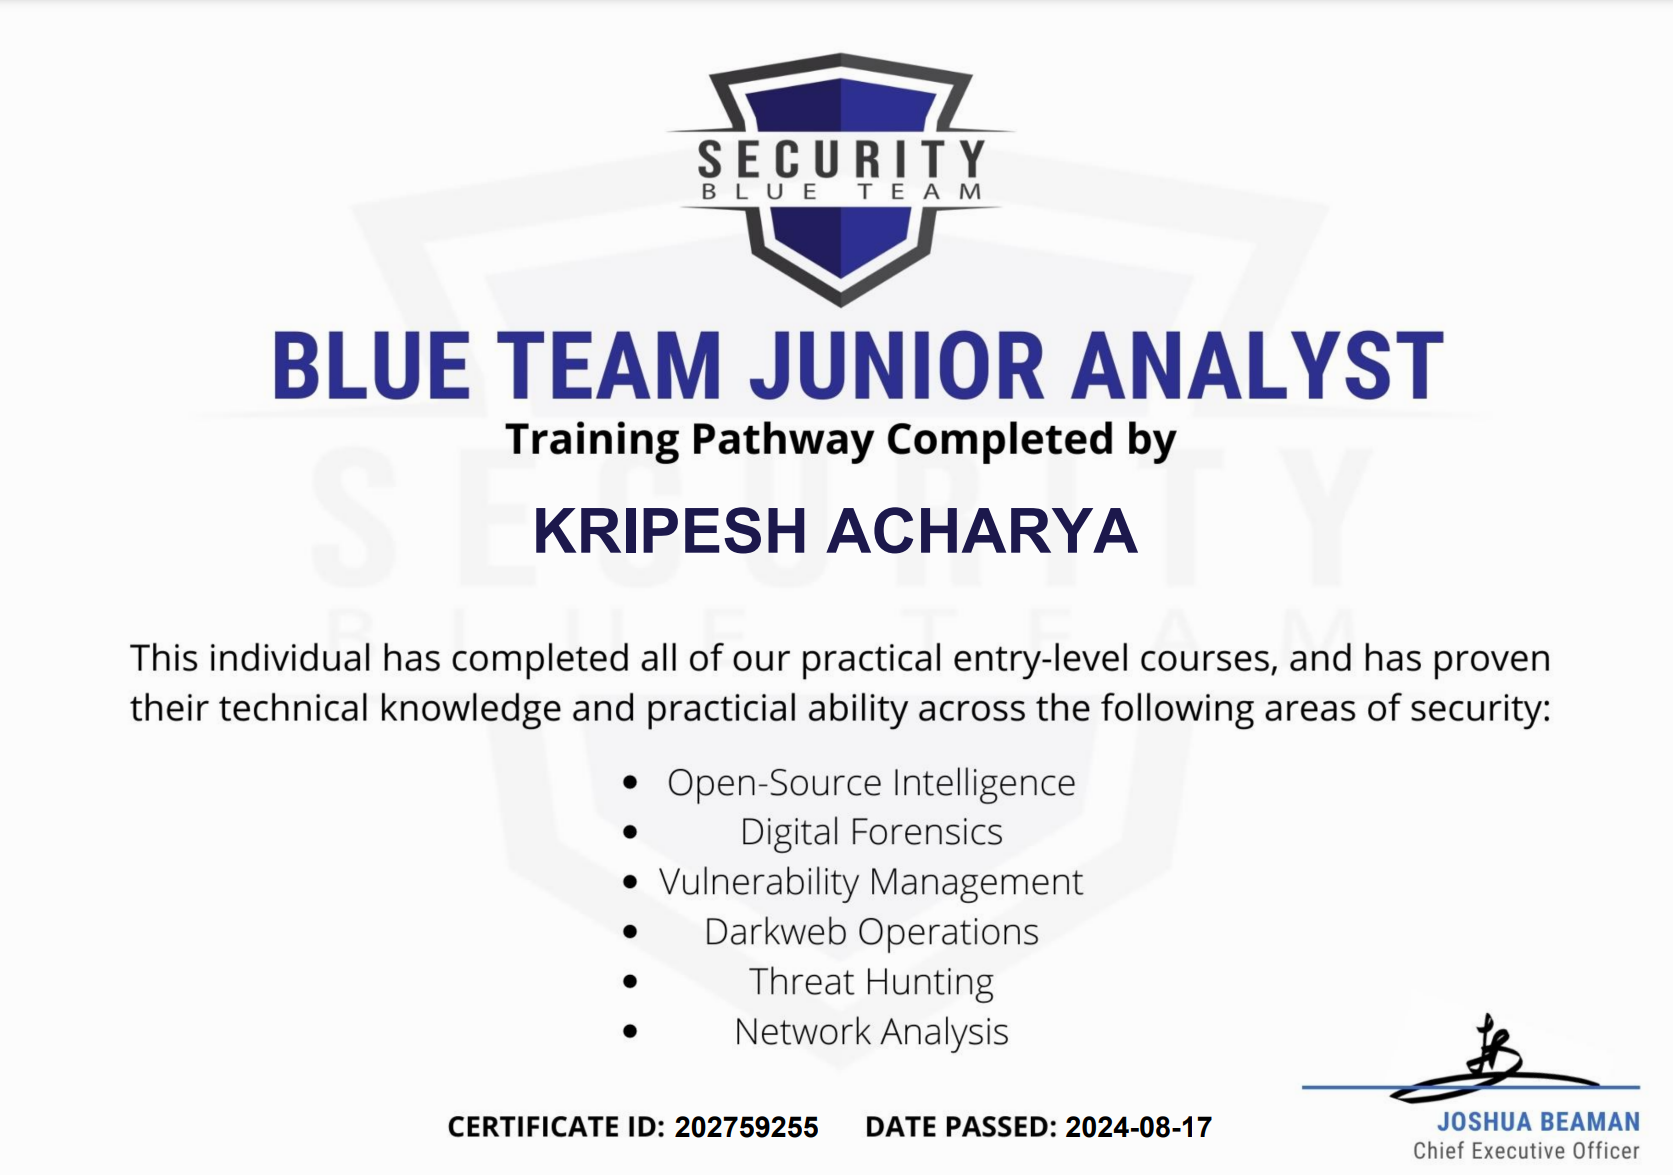 SECURITY
BLUE TEAM
BLUE TEAM JUNIOR ANALYST
Training Pathway Completed by
KRIPESH ACHARYA
This individual has completed all of our practical entry-level courses, and has proven
their technical knowledge and practicial ability across the following areas of security:
• Open-Source Intelligence
• Digital Forensics
• Vulnerability Management
• Darkweb Operations
• Threat Hunting
• Network Analysis
CERTIFICATE ID: 202759255 DATE PASSED: 2024-08-17
JOSHUA BEAMAN
Chief Executive Officer
SECURITY
BLUE TEAM